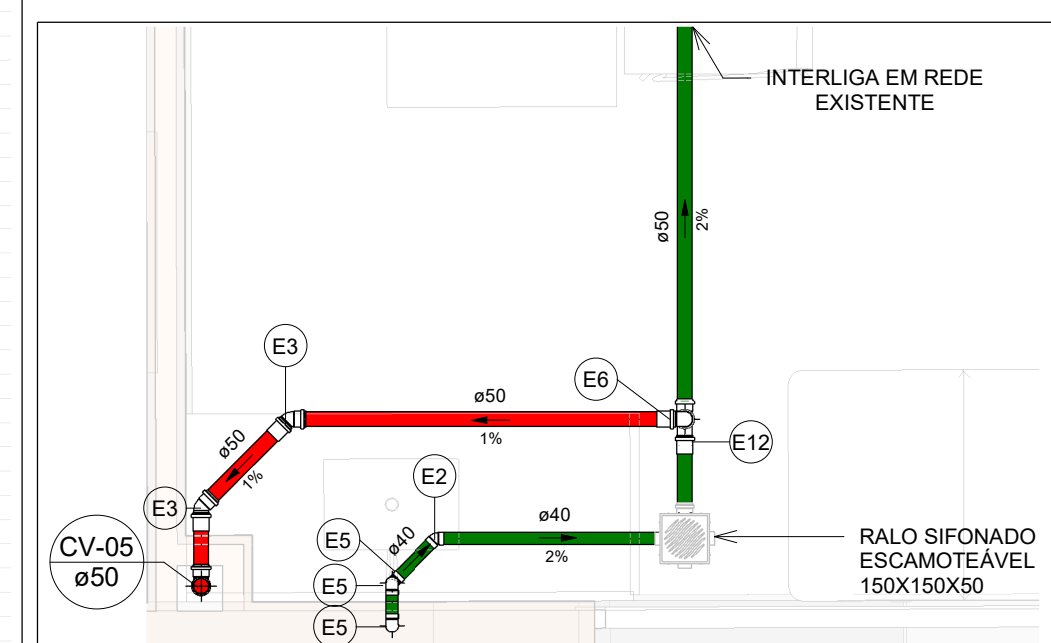 INTERLIGA EM REDE
EXISTENTE
ø50
2%
E3
E6
ø50
1%
E12
ø50
1%
E2
E3
ø40
ø40
2%
E5
CV-05
ø50
E5
E5
RALO SIFONADO
ESCAMOTEÁVEL
150X150X50